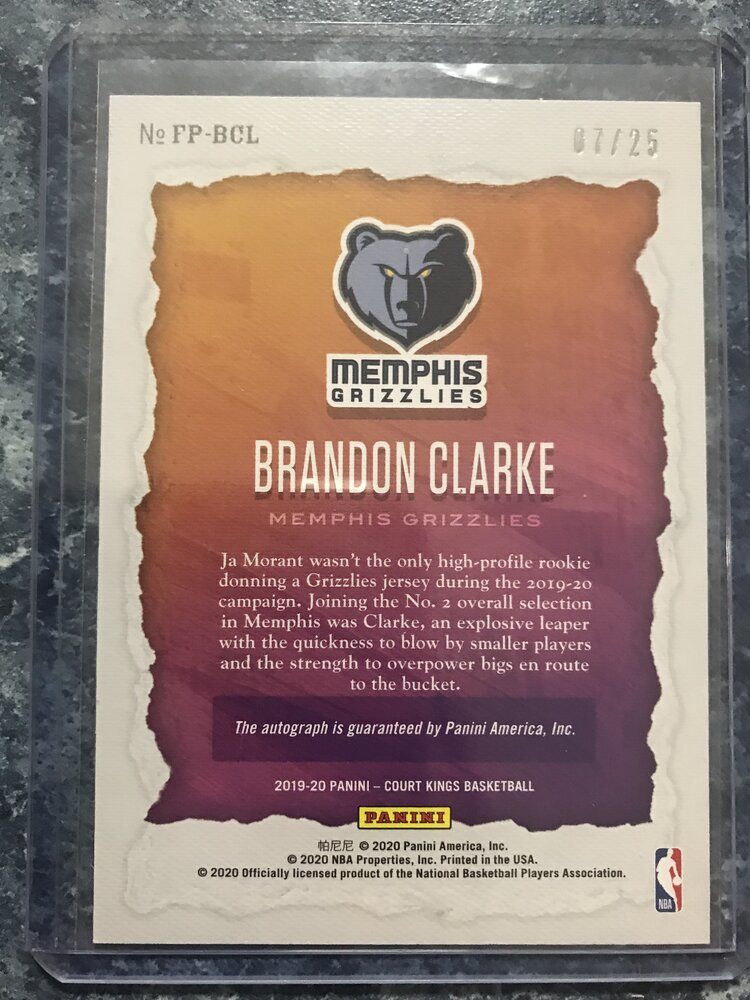 № FP-BCL
07/25
MEMPHIS
GRIZZLIES
BRANDON CLARKE
MEMPHIS GRIZZLIES
Ja Morant wasn't the only high-profile rookie
donning a Grizzlies jersey during the 2019-20
campaign. Joining the No. 2 overall selection
in Memphis was Clarke, an explosive leaper
with the quickness to blow by smaller players
and the strength to overpower bigs en route
to the bucket.
The autograph is guaranteed by Panini America, Inc.
2019-20 PANINI – COURT KINGS BASKETBALL
PANINI
帕尼尼 © 2020 Panini America, Inc.
© 2020 NBA Properties, Inc. Printed in the USA.
© 2020 Officially licensed product of the National Basketball Players Association.
NBA